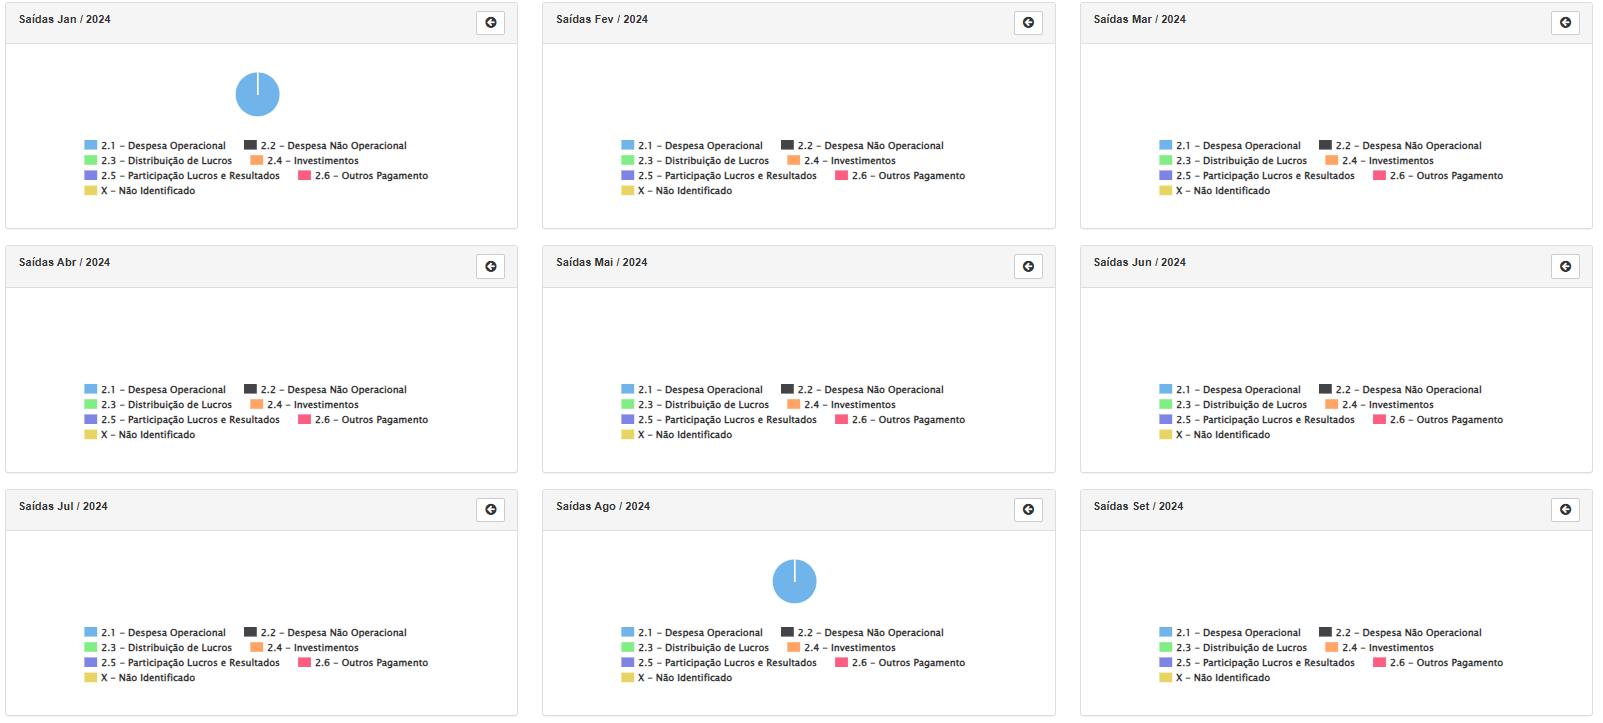 Saídas Jan / 2024
2.1 - Despesa Operacional 2.2 - Despesa Não Operacional
2.3 - Distribuição de Lucros 2.4 - Investimentos
2.5 - Participação Lucros e Resultados 2.6 - Outros Pagamento
X - Não Identificado
Saídas Fev / 2024
2.1 - Despesa Operacional 2.2 - Despesa Não Operacional
2.3 - Distribuição de Lucros 2.4 - Investimentos
2.5 - Participação Lucros e Resultados 2.6 - Outros Pagamento
X - Não Identificado
Saídas Mar / 2024
2.1 - Despesa Operacional 2.2 - Despesa Não Operacional
2.3 - Distribuição de Lucros 2.4 - Investimentos
2.5 - Participação Lucros e Resultados 2.6 - Outros Pagamento
X - Não Identificado
Saídas Abr / 2024
2.1 - Despesa Operacional 2.2 - Despesa Não Operacional
2.3 - Distribuição de Lucros 2.4 - Investimentos
2.5 - Participação Lucros e Resultados 2.6 - Outros Pagamento
X - Não Identificado
Saídas Mai / 2024
2.1 - Despesa Operacional 2.2 - Despesa Não Operacional
2.3 - Distribuição de Lucros 2.4 - Investimentos
2.5 - Participação Lucros e Resultados 2.6 - Outros Pagamento
X - Não Identificado
Saídas Jun / 2024
2.1 - Despesa Operacional 2.2 - Despesa Não Operacional
2.3 - Distribuição de Lucros 2.4 - Investimentos
2.5 - Participação Lucros e Resultados 2.6 - Outros Pagamento
X - Não Identificado
Saídas Jul / 2024
2.1 - Despesa Operacional 2.2 - Despesa Não Operacional
2.3 - Distribuição de Lucros 2.4 - Investimentos
2.5 - Participação Lucros e Resultados 2.6 - Outros Pagamento
X - Não Identificado
Saídas Ago / 2024
2.1 - Despesa Operacional 2.2 - Despesa Não Operacional
2.3 - Distribuição de Lucros 2.4 - Investimentos
2.5 - Participação Lucros e Resultados 2.6 - Outros Pagamento
X - Não Identificado
Saídas Set / 2024
2.1 - Despesa Operacional 2.2 - Despesa Não Operacional
2.3 - Distribuição de Lucros 2.4 - Investimentos
2.5 - Participação Lucros e Resultados 2.6 - Outros Pagamento
X - Não Identificado